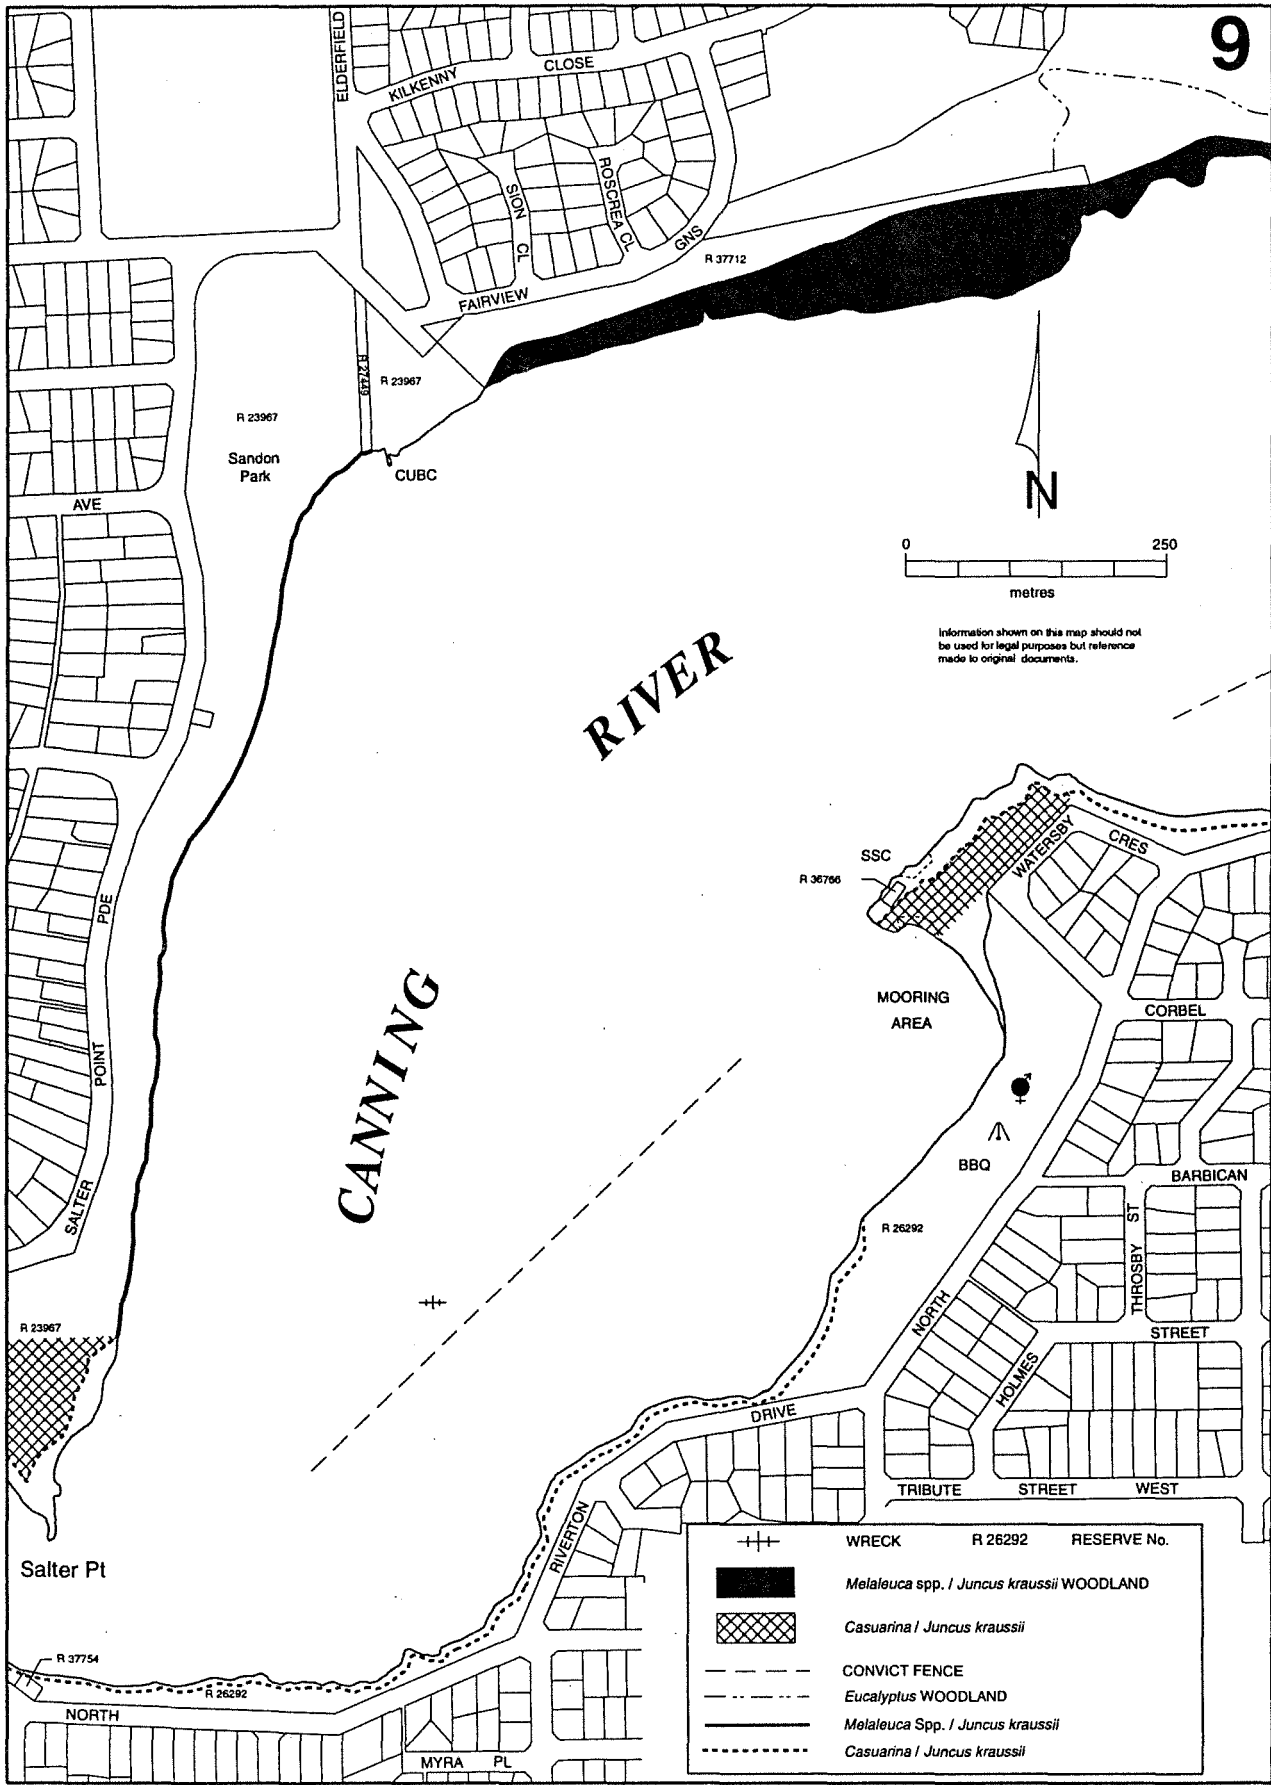 9
ELDERFIELD
KILKENNY
CLOSE
SION CL
ROSCREA CL
GNS
FAIRVIEW
R 37712
R 27449
R 23967
R 23967
Sandon
Park
CUBC
AVE
N
0 250
metres
Information shown on this map should not
be used for legal purposes but reference
made to original documents.
RIVER
CANNING
SSC
R 36766
WATERSBY
CRES
MOORING
AREA
CORBEL
BBQ
BARBICAN
PDE
POINT
SALTER
R 26292
THROSBY ST
NORTH
STREET
HOLMES
R 23967
DRIVE
TRIBUTE STREET WEST
RIVERTON
Salter Pt
R 37754
R 26292
NORTH
MYRA PL
WRECK R 26292 RESERVE No.
Melaleuca spp. / Juncus kraussii WOODLAND
Casuarina / Juncus kraussii
CONVICT FENCE
Eucalyptus WOODLAND
Melaleuca Spp. / Juncus kraussii
Casuarina / Juncus kraussii